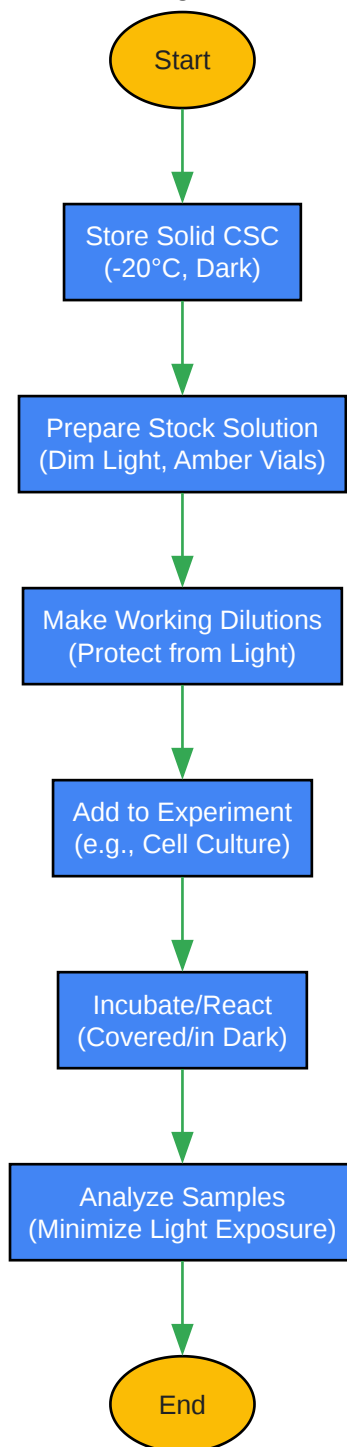 Start
Store Solid CSC
(-20°C, Dark)
Prepare Stock Solution
(Dim Light, Amber Vials)
Make Working Dilutions
(Protect from Light)
Add to Experiment
(e.g., Cell Culture)
Incubate/React
(Covered/in Dark)
Analyze Samples
(Minimize Light Exposure)
End